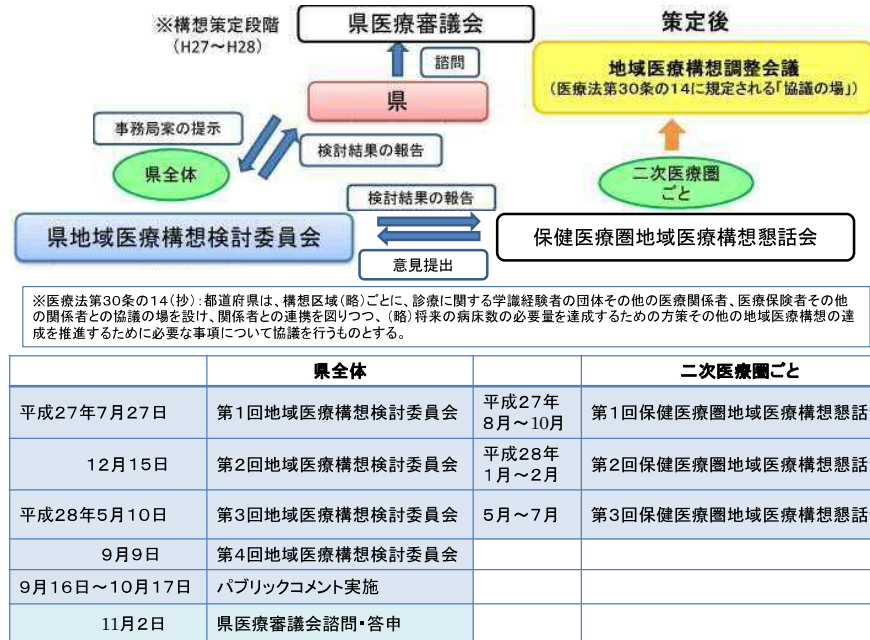 ※構想策定段階
(H27～H28)
県医療審議会
策定後
諮問
地域医療構想調整会議
(医療法第30条の14に規定される「協議の場」)
県
事務局案の提示
検討結果の報告
県全体
二次医療圏
ごと
検討結果の報告
県地域医療構想検討委員会
保健医療圏地域医療構想懇話会
意見提出
※医療法第30条の14(抄):都道府県は、構想区域(略)ごとに、診療に関する学識経験者の団体その他の医療関係者、医療保険者その他
の関係者との協議の場を設け、関係者との連携を図りつつ、(略)将来の病床数の必要量を達成するための方策その他の地域医療構想の達
成を推進するために必要な事項について協議を行うものとする。
県全体 二次医療圏ごと
平成27年7月27日 第1回地域医療構想検討委員会 平成27年
8月～10月 第1回保健医療圏地域医療構想懇話
12月15日 第2回地域医療構想検討委員会 平成28年
1月～2月 第2回保健医療圏地域医療構想懇話
平成28年5月10日 第3回地域医療構想検討委員会 5月～7月 第3回保健医療圏地域医療構想懇話
9月9日 第4回地域医療構想検討委員会
9月16日～10月17日 パブリックコメント実施
11月2日 県医療審議会諮問・答申